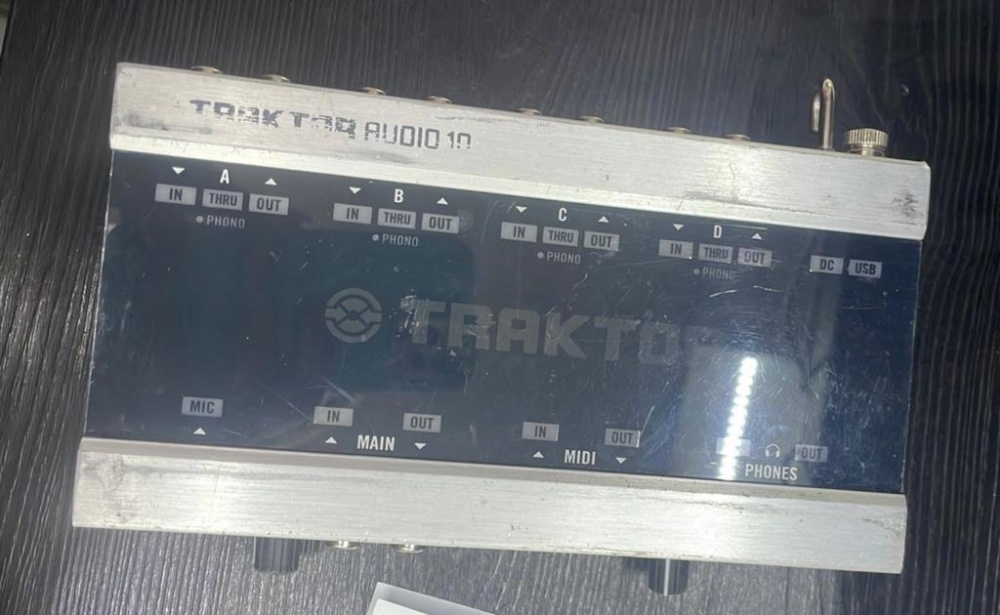 TRAKTOR AUDIO 10
A
IN THRU OUT
PHONO
B
IN THRU OUT
PHONO
C
IN THRU OUT
PHONO
D
IN THRU OUT
PHONO
DC USB
TRAKTO
MIC
IN OUT
MAIN
IN OUT
MIDI
OUT
PHONES